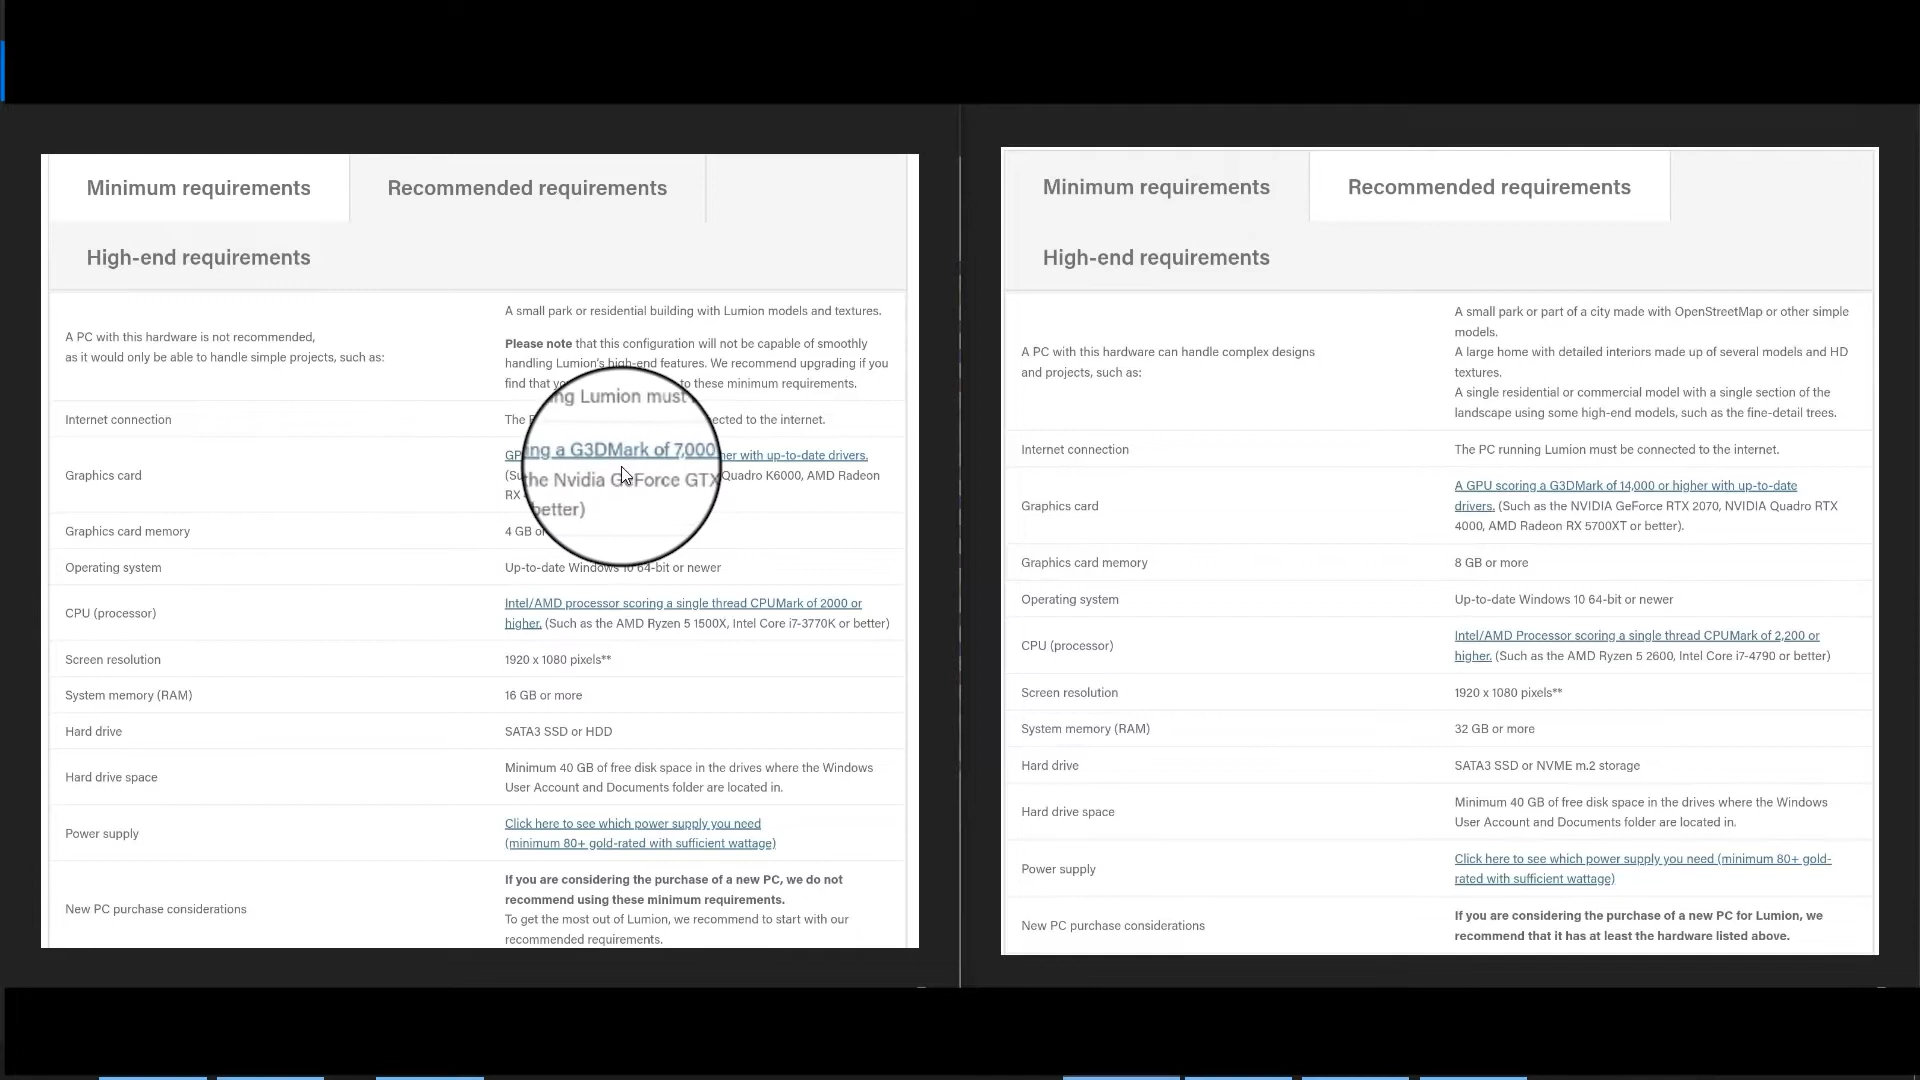 Minimum requirements
Recommended requirements
High-end requirements
A PC with this hardware is not recommended,
as it would only be able to handle simple projects, such as:
A small park or residential building with Lumion models and textures.
Please note that this configuration will not be capable of smoothly
handling Lumion's high-end features. We recommend upgrading if you
find that yo to these minimum requirements.
Internet connection
The ected to the internet.
ng Lumion must
Graphics card
GP her with up-to-date drivers.
ing a G3DMark of 7,000
(Su Quadro K6000, AMD Radeon
the Nvidia GeForce GTX
RX
better)
Graphics card memory
4 GB or
Operating system
Up-to-date Windows 10 64-bit or newer
CPU (processor)
Intel/AMD processor scoring a single thread CPUMark of 2000 or
higher. (Such as the AMD Ryzen 5 1500X, Intel Core i7-3770K or better)
Screen resolution
1920 x 1080 pixels**
System memory (RAM)
16 GB or more
Hard drive
SATA3 SSD or HDD
Hard drive space
Minimum 40 GB of free disk space in the drives where the Windows
User Account and Documents folder are located in.
Power supply
Click here to see which power supply you need
(minimum 80+ gold-rated with sufficient wattage)
New PC purchase considerations
If you are considering the purchase of a new PC, we do not
recommend using these minimum requirements.
To get the most out of Lumion, we recommend to start with our
recommended requirements.
Minimum requirements
Recommended requirements
High-end requirements
A PC with this hardware can handle complex designs
and projects, such as:
A small park or part of a city made with OpenStreetMap or other simple
models.
A large home with detailed interiors made up of several models and HD
textures.
A single residential or commercial model with a single section of the
landscape using some high-end models, such as the fine-detail trees.
Internet connection
The PC running Lumion must be connected to the internet.
Graphics card
A GPU scoring a G3DMark of 14,000 or higher with up-to-date
drivers. (Such as the NVIDIA GeForce RTX 2070, NVIDIA Quadro RTX
4000, AMD Radeon RX 5700XT or better).
Graphics card memory
8 GB or more
Operating system
Up-to-date Windows 10 64-bit or newer
CPU (processor)
Intel/AMD Processor scoring a single thread CPUMark of 2,200 or
higher. (Such as the AMD Ryzen 5 2600, Intel Core i7-4790 or better)
Screen resolution
1920 x 1080 pixels**
System memory (RAM)
32 GB or more
Hard drive
SATA3 SSD or NVME m.2 storage
Hard drive space
Minimum 40 GB of free disk space in the drives where the Windows
User Account and Documents folder are located in.
Power supply
Click here to see which power supply you need (minimum 80+ gold-
rated with sufficient wattage)
New PC purchase considerations
If you are considering the purchase of a new PC for Lumion, we
recommend that it has at least the hardware listed above.